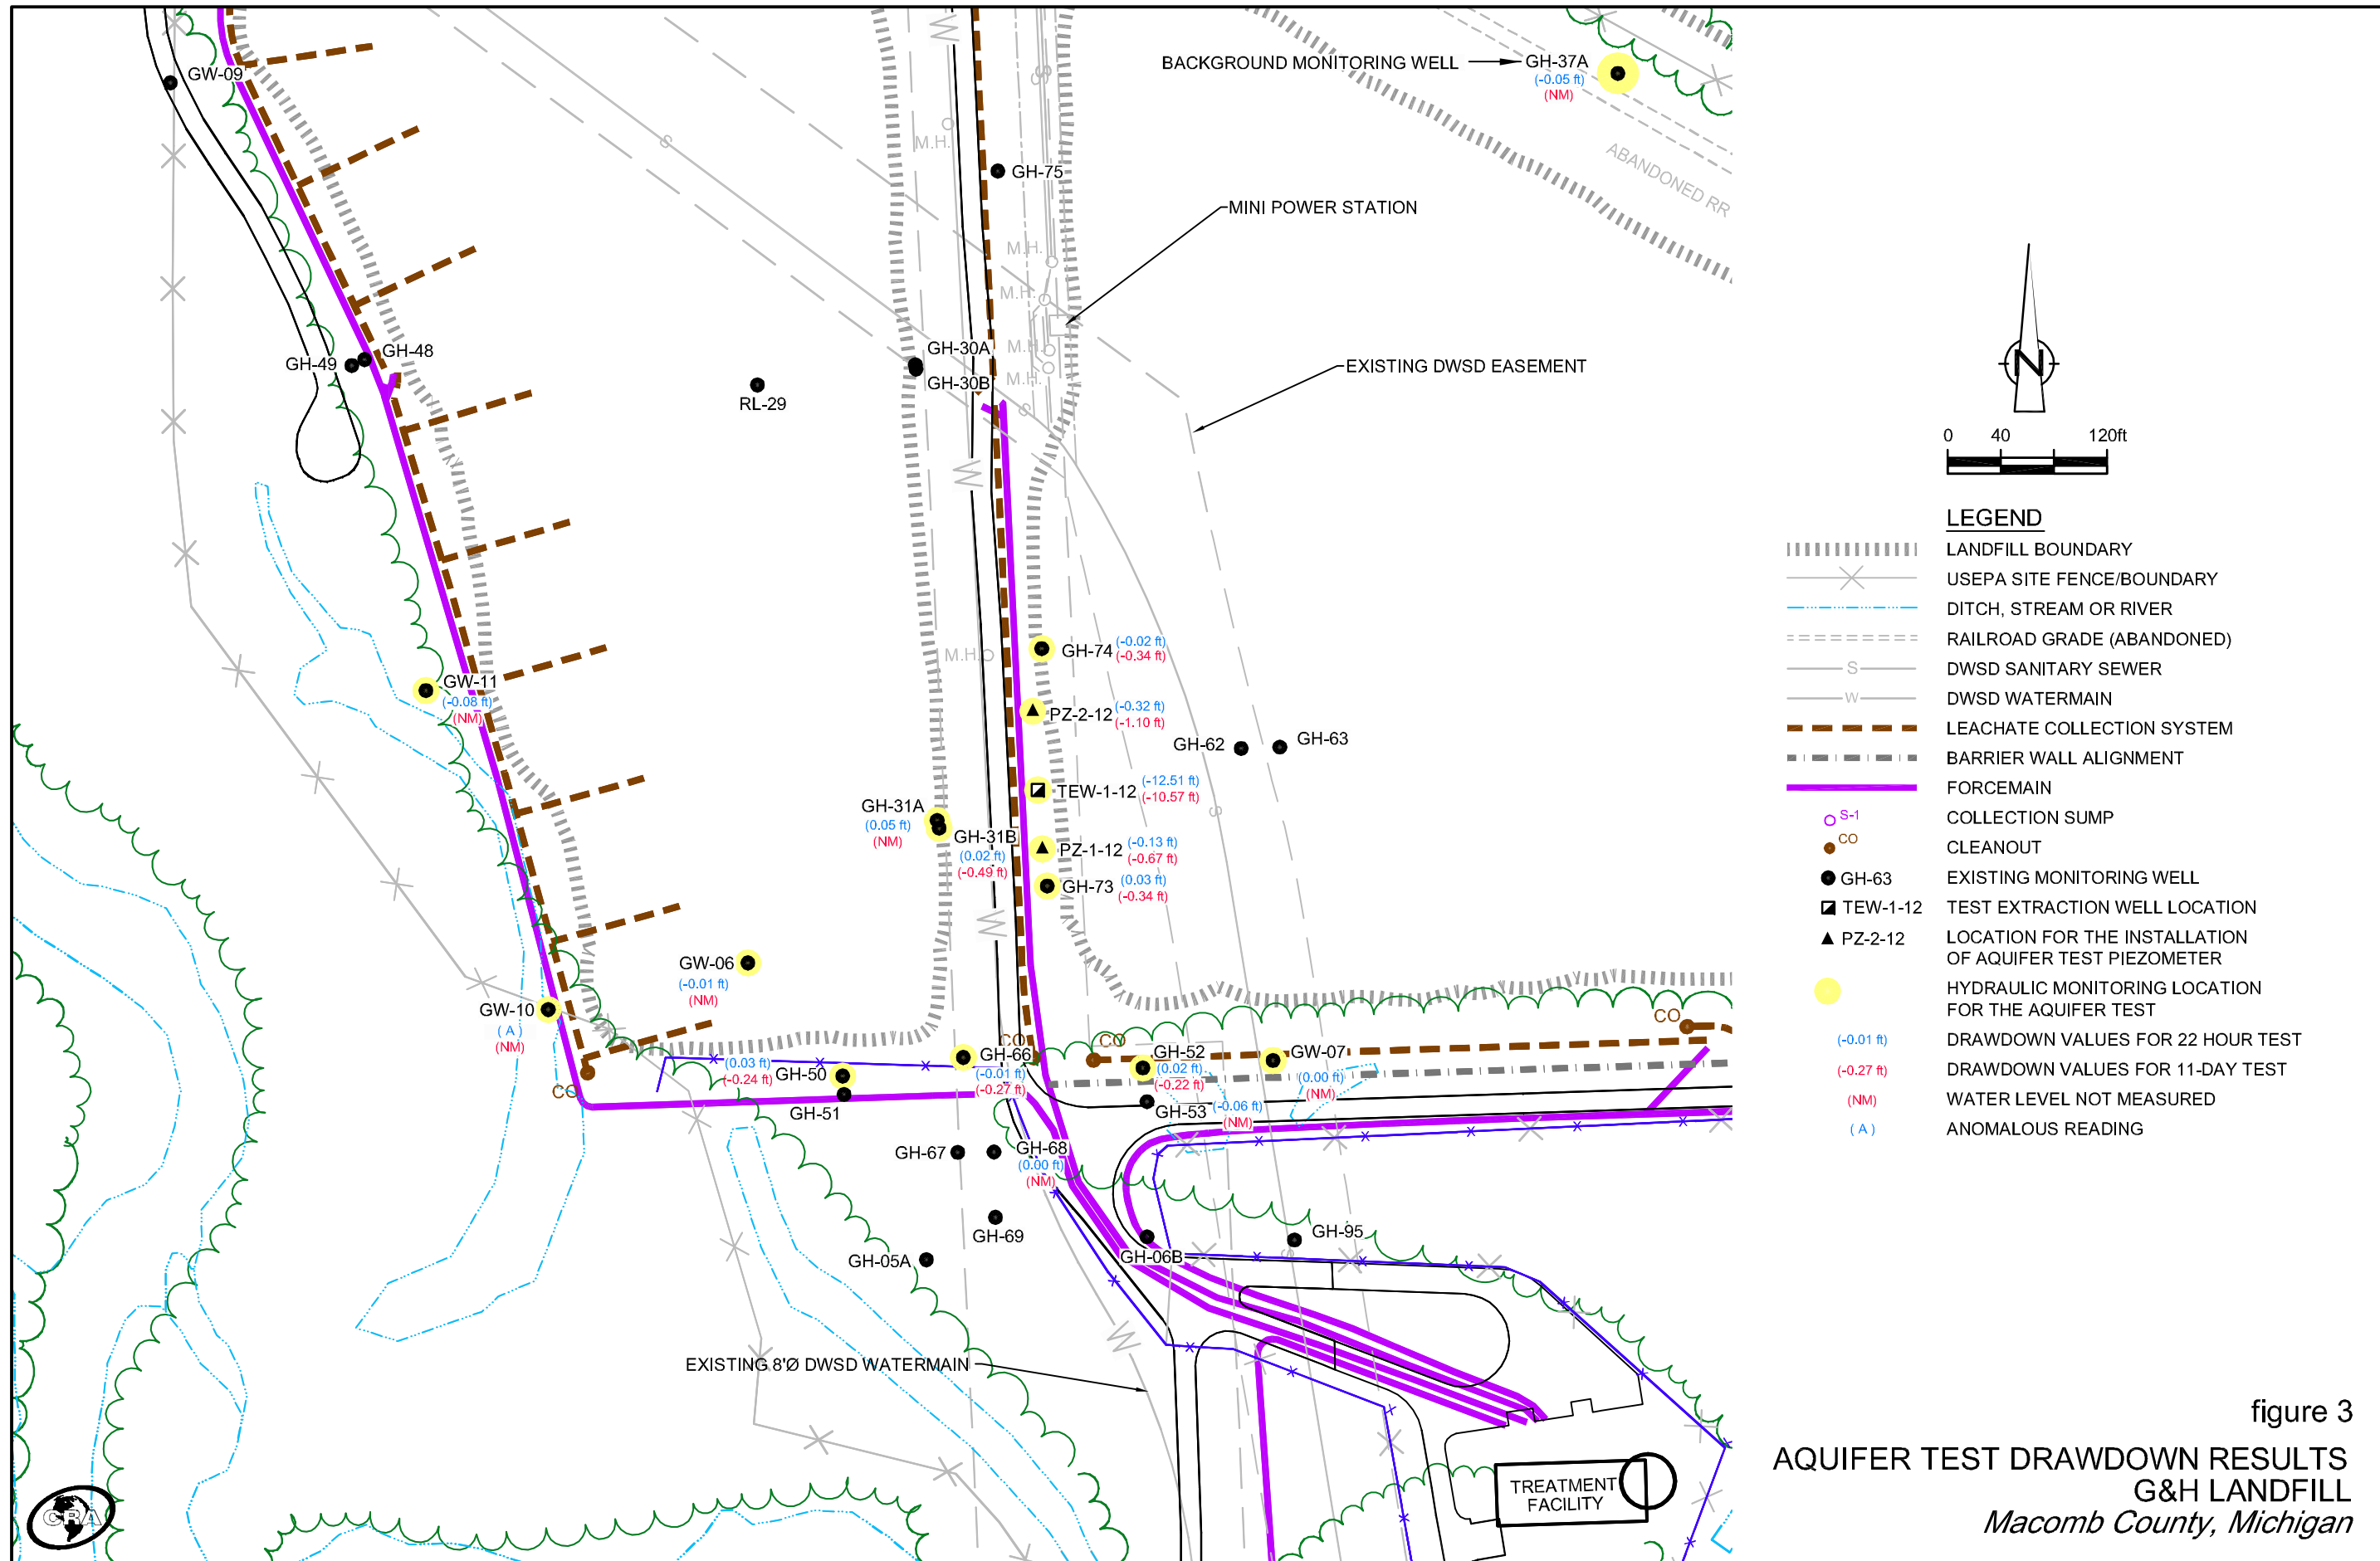 GW-09
BACKGROUND MONITORING WELL
GH-37A
(-0.05 ft)
(NM)
M.H.
S
W
ABANDONED RR
GH-75
MINI POWER STATION
M.H.
M.H.
M.H.
M.H.
S
S
GH-49
GH-48
RL-29
GH-30A
GH-30B
EXISTING DWSD EASEMENT
N
0 40 120ft
W
LEGEND
LANDFILL BOUNDARY
USEPA SITE FENCE/BOUNDARY
DITCH, STREAM OR RIVER
RAILROAD GRADE (ABANDONED)
S DWSD SANITARY SEWER
W DWSD WATERMAIN
LEACHATE COLLECTION SYSTEM
BARRIER WALL ALIGNMENT
FORCEMAIN
S-1 COLLECTION SUMP
CO CLEANOUT
GH-63 EXISTING MONITORING WELL
TEW-1-12 TEST EXTRACTION WELL LOCATION
PZ-2-12 LOCATION FOR THE INSTALLATION
OF AQUIFER TEST PIEZOMETER
HYDRAULIC MONITORING LOCATION
FOR THE AQUIFER TEST
(-0.01 ft) DRAWDOWN VALUES FOR 22 HOUR TEST
(-0.27 ft) DRAWDOWN VALUES FOR 11-DAY TEST
(NM) WATER LEVEL NOT MEASURED
( A ) ANOMALOUS READING
GW-11
(-0.08 ft)
(NM)
M.H.
GH-74 (-0.02 ft)
(-0.34 ft)
PZ-2-12 (-0.32 ft)
(-1.10 ft)
GH-62
GH-63
TEW-1-12 (-12.51 ft)
(-10.57 ft)
S
GH-31A
(0.05 ft)
(NM)
GH-31B
(0.02 ft)
(-0.49 ft)
PZ-1-12 (-0.13 ft)
(-0.67 ft)
GH-73 (0.03 ft)
(-0.34 ft)
W
GW-06
(-0.01 ft)
(NM)
GW-10
( A )
(NM)
CO
CO
CO
CO
(0.03 ft)
(-0.24 ft) GH-50
GH-51
GH-66
(-0.01 ft)
(-0.27 ft)
GH-52
(0.02 ft)
(-0.22 ft)
GW-07
(0.00 ft)
(NM)
GH-53 (-0.06 ft)
(NM)
GH-67
GH-68
(0.00 ft)
(NM)
GH-69
GH-05A
GH-06B
GH-95
S
W
EXISTING 8'Ø DWSD WATERMAIN
TREATMENT
FACILITY
CRA
figure 3
AQUIFER TEST DRAWDOWN RESULTS
G&H LANDFILL
Macomb County, Michigan